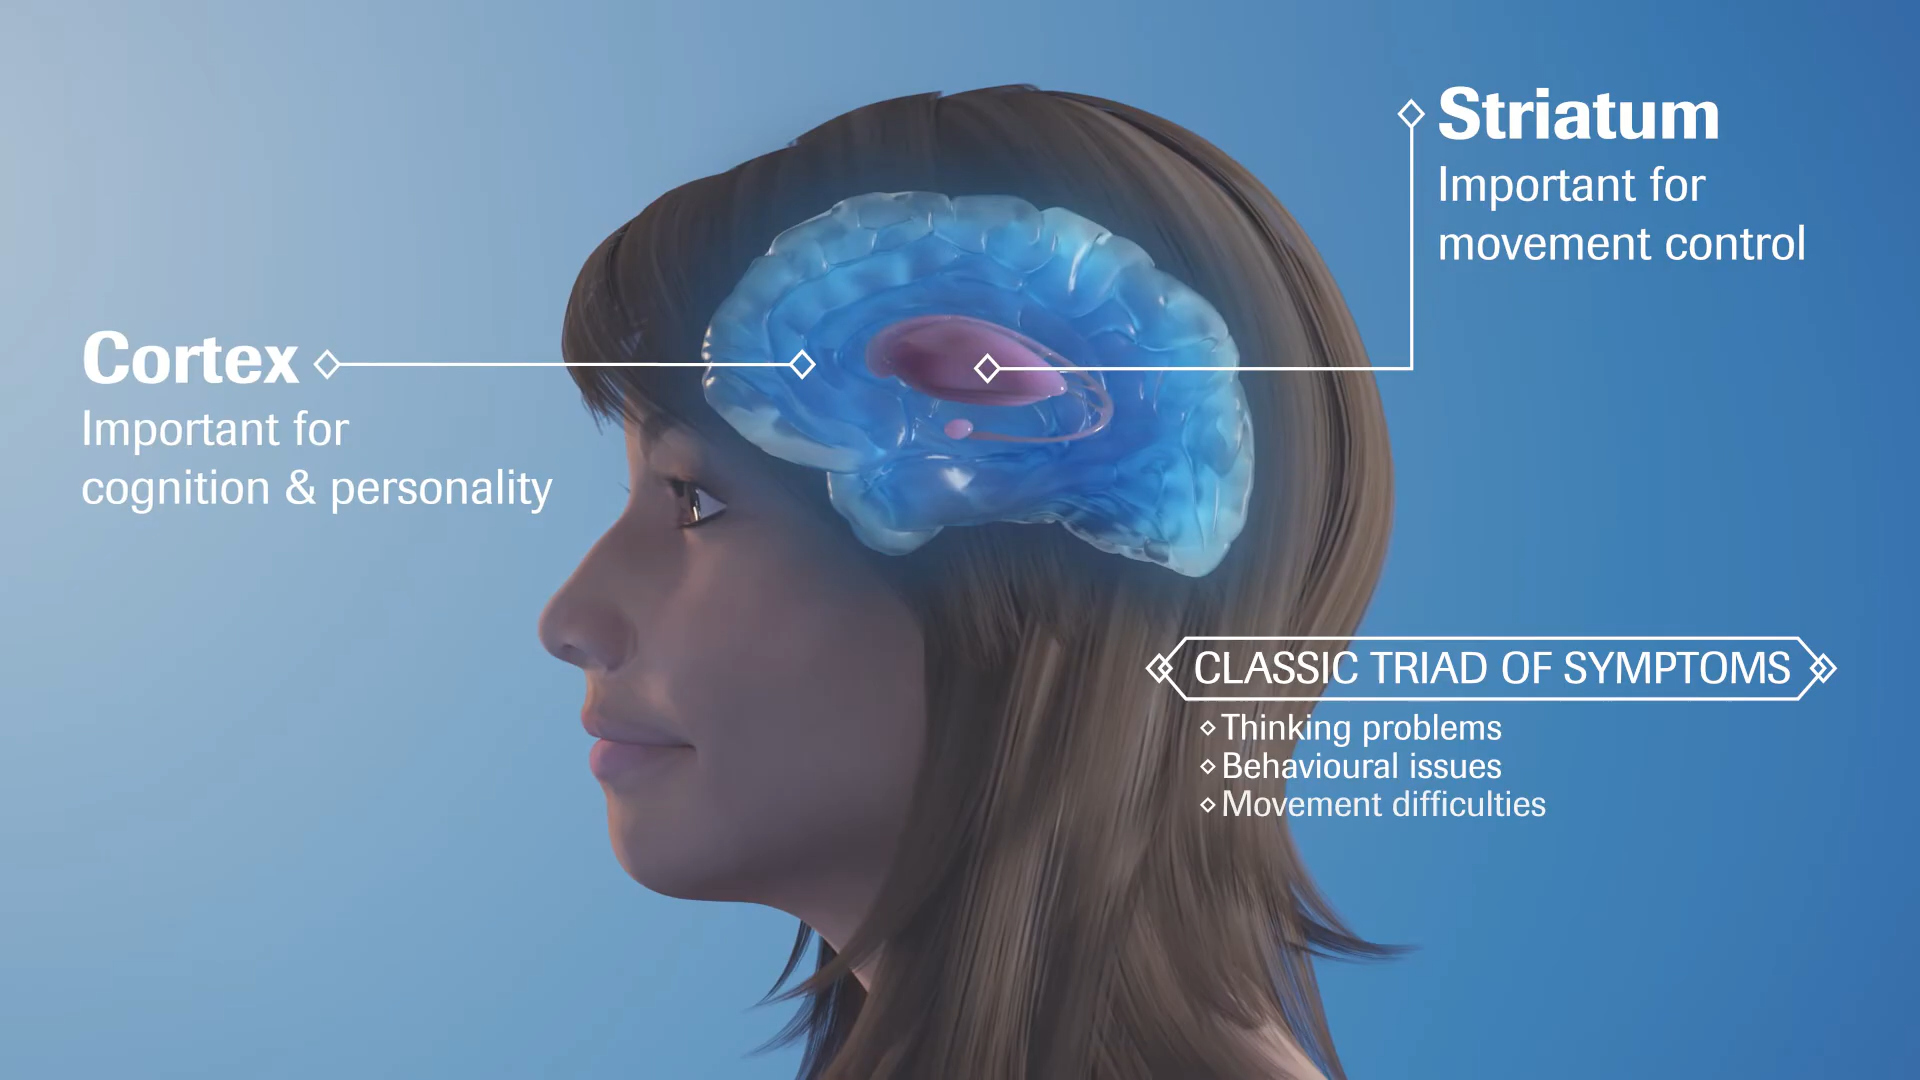 Striatum
Important for
movement control
Cortex
Important for
cognition & personality
CLASSIC TRIAD OF SYMPTOMS
Thinking problems
Behavioural issues
Movement difficulties